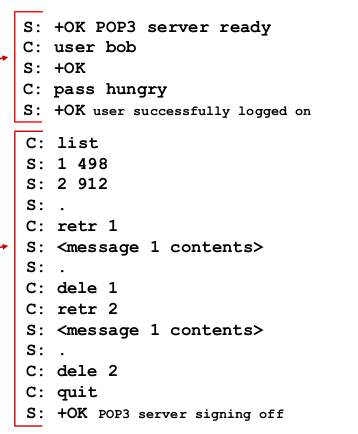 S: +OK POP3 server ready
C: user bob
S: +OK
C: pass hungry
S: +OK user successfully logged on
C: list
S: 1 498
S: 2 912
S: .
C: retr 1
S: <message 1 contents>
S: .
C: dele 1
C: retr 2
S: <message 1 contents>
S: .
C: dele 2
C: quit
S: +OK POP3 server signing off